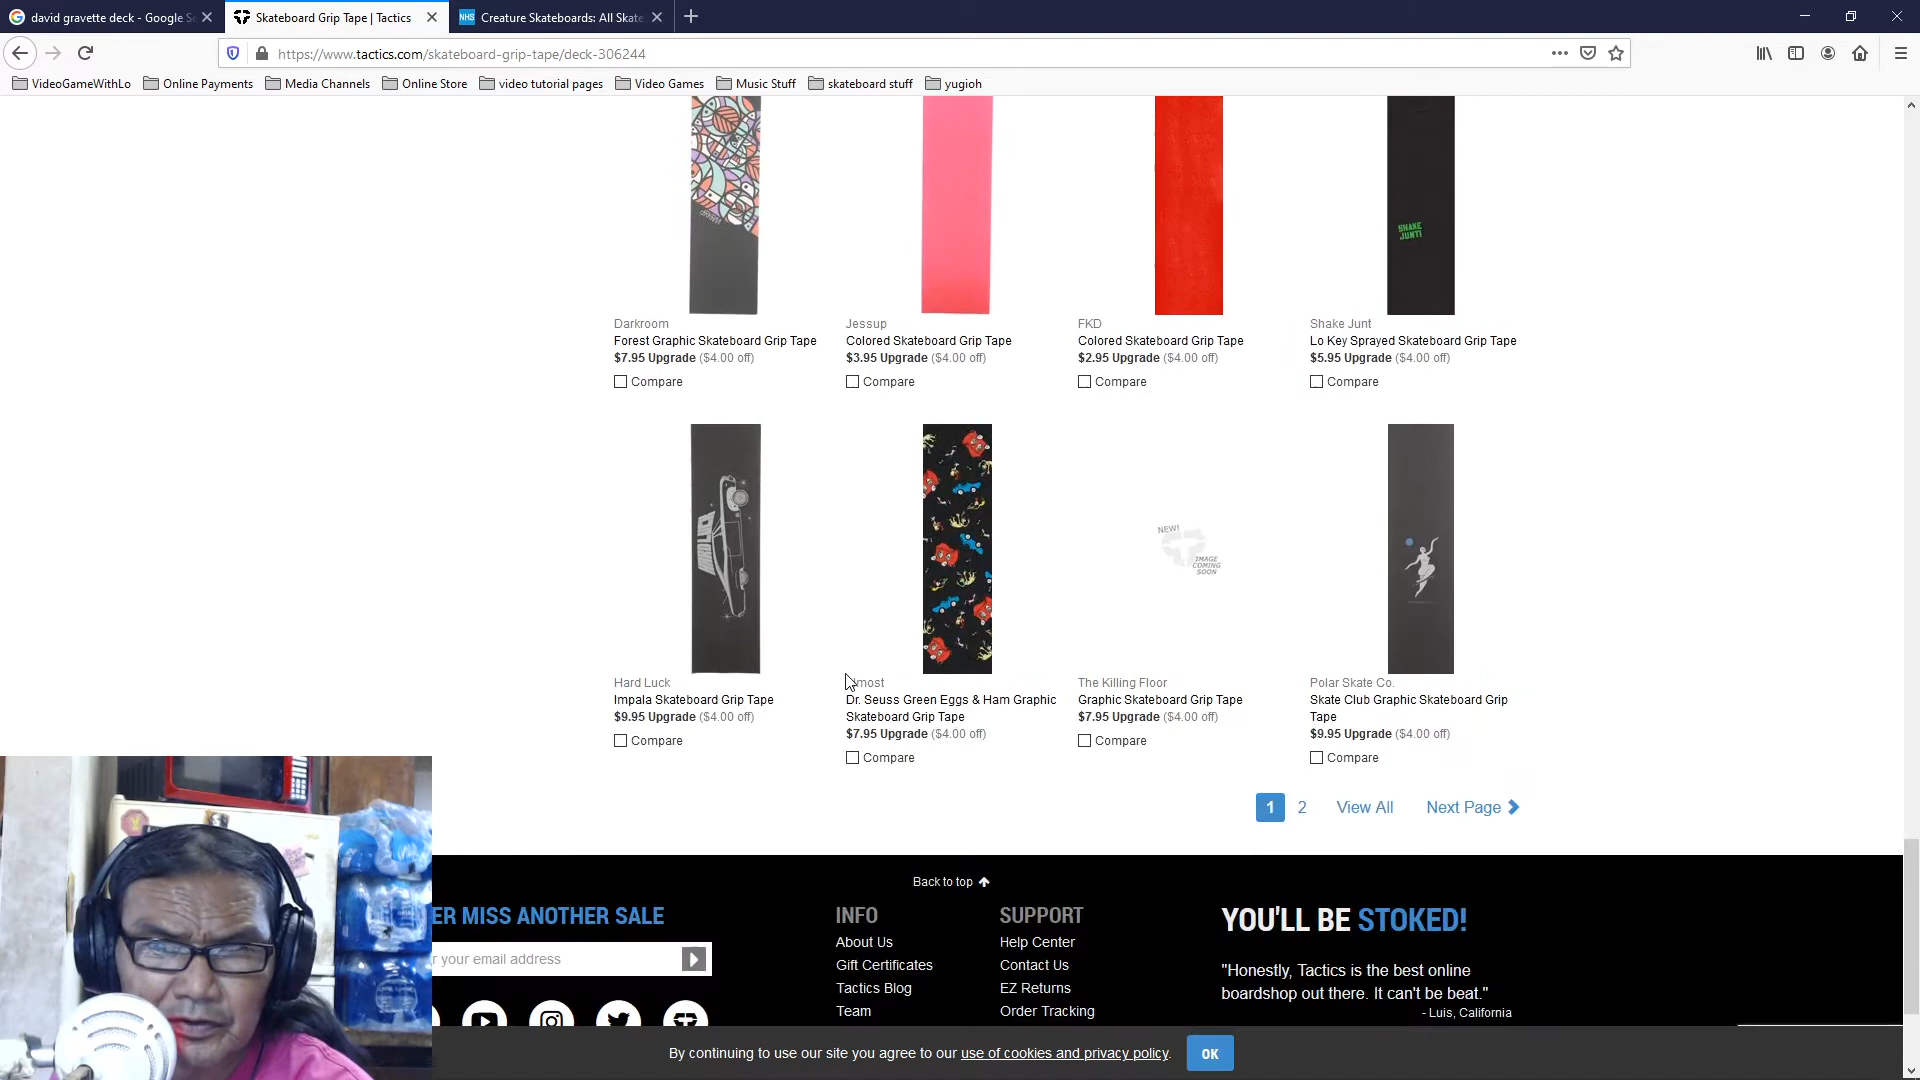 david gravette deck - Google S
Skateboard Grip Tape | Tactics
NHS
Creature Skateboards: All Skate
https://www.tactics.com/skateboard-grip-tape/deck-306244
VideoGameWithLo
Online Payments
Media Channels
Online Store
video tutorial pages
Video Games
Music Stuff
skateboard stuff
yugioh
SHAKE
JUNT!
Darkroom
Forest Graphic Skateboard Grip Tape
$7.95 Upgrade ($4.00 off)
Compare
Jessup
Colored Skateboard Grip Tape
$3.95 Upgrade ($4.00 off)
Compare
FKD
Colored Skateboard Grip Tape
$2.95 Upgrade ($4.00 off)
Compare
Shake Junt
Lo Key Sprayed Skateboard Grip Tape
$5.95 Upgrade ($4.00 off)
Compare
NEW!
IMAGE
COMING
SOON
Hard Luck
Impala Skateboard Grip Tape
$9.95 Upgrade ($4.00 off)
Compare
most
Dr. Seuss Green Eggs & Ham Graphic
Skateboard Grip Tape
$7.95 Upgrade ($4.00 off)
Compare
The Killing Floor
Graphic Skateboard Grip Tape
$7.95 Upgrade ($4.00 off)
Compare
Polar Skate Co.
Skate Club Graphic Skateboard Grip
Tape
$9.95 Upgrade ($4.00 off)
Compare
1 2 View All Next Page
Back to top
ER MISS ANOTHER SALE
r your email address
INFO
About Us
Gift Certificates
Tactics Blog
Team
SUPPORT
Help Center
Contact Us
EZ Returns
Order Tracking
YOU'LL BE STOKED!
"Honestly, Tactics is the best online
boardshop out there. It can't be beat."
- Luis, California
By continuing to use our site you agree to our use of cookies and privacy policy.
OK